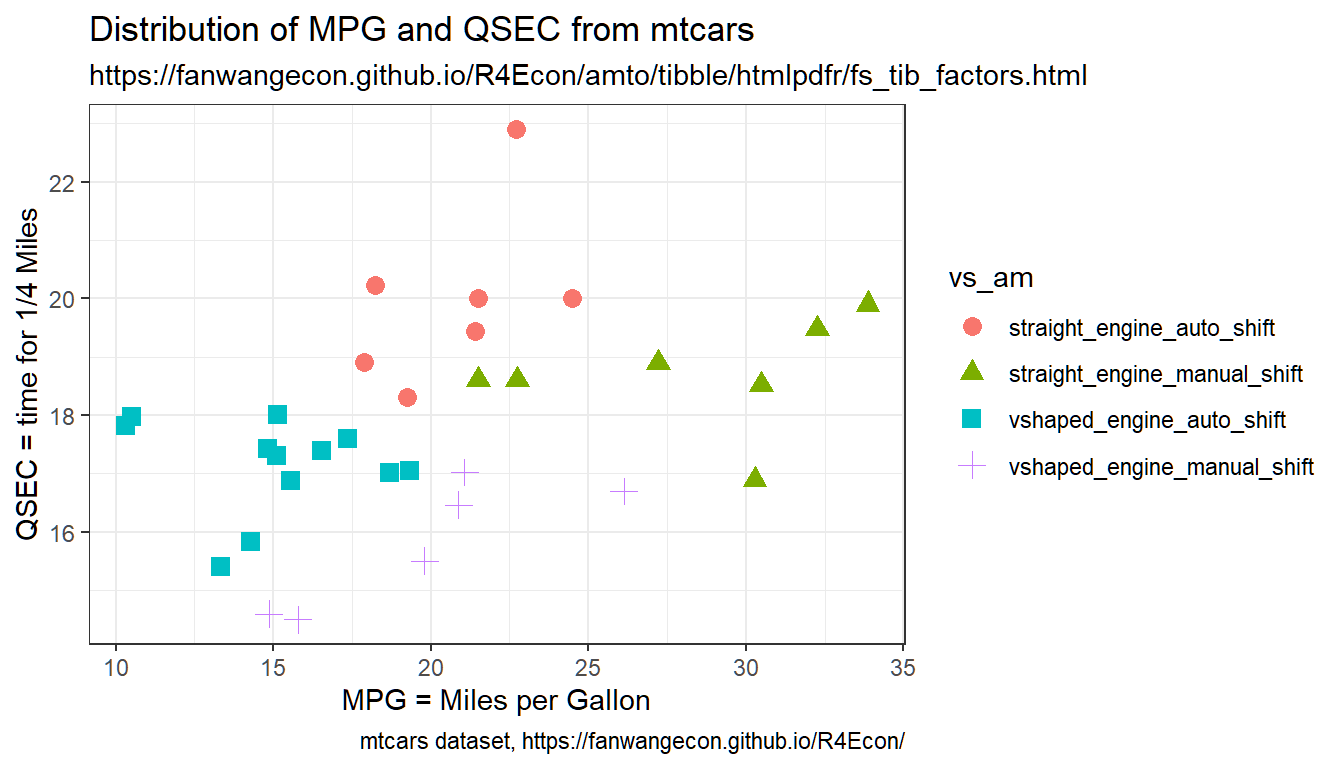 Distribution of MPG and QSEC from mtcars
https://fanwangecon.github.io/R4Econ/amto/tibble/htmlpdfr/fs_tib_factors.html
QSEC = time for 1/4 Miles
22
20
18
16
10 15 20 25 30 35
MPG = Miles per Gallon
vs_am
straight_engine_auto_shift
straight_engine_manual_shift
vshaped_engine_auto_shift
vshaped_engine_manual_shift
mtcars dataset, https://fanwangecon.github.io/R4Econ/